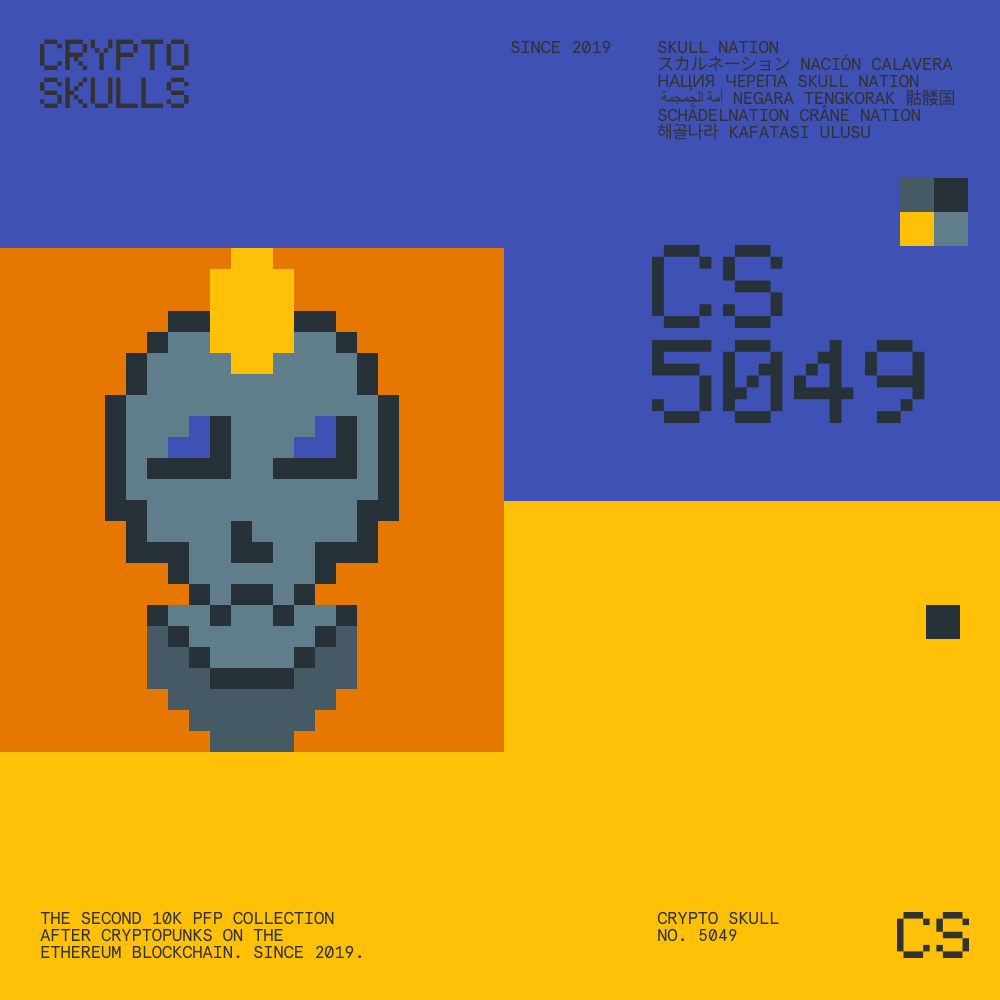 CRYPTO
SKULLS
SINCE 2019
SKULL NATION
スカルネーション NACIÓN CALAVERA
НАЦИЯ ЧЕРЕПА SKULL NATION
أمة الجمجمة NEGARA TENGKORAK 骷髅国
SCHÄDELNATION CRÂNE NATION
해골나라 KAFATASI ULUSU
CS
5049
THE SECOND 10K PFP COLLECTION
AFTER CRYPTOPUNKS ON THE
ETHEREUM BLOCKCHAIN. SINCE 2019.
CRYPTO SKULL
NO. 5049
CS